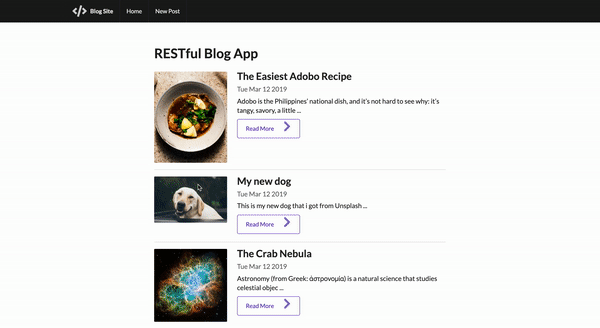 Blog Site Home New Post
RESTful Blog App
The Easiest Adobo Recipe
Tue Mar 12 2019
Adobo is the Philippines' national dish, and it's not hard to see why: it's
tangy, savory, a little ...
Read More
My new dog
Tue Mar 12 2019
This is my new dog that i got from Unsplash ...
Read More
The Crab Nebula
Tue Mar 12 2019
Astronomy (from Greek: άστρονομία) is a natural science that studies
celestial objec ...
Read More